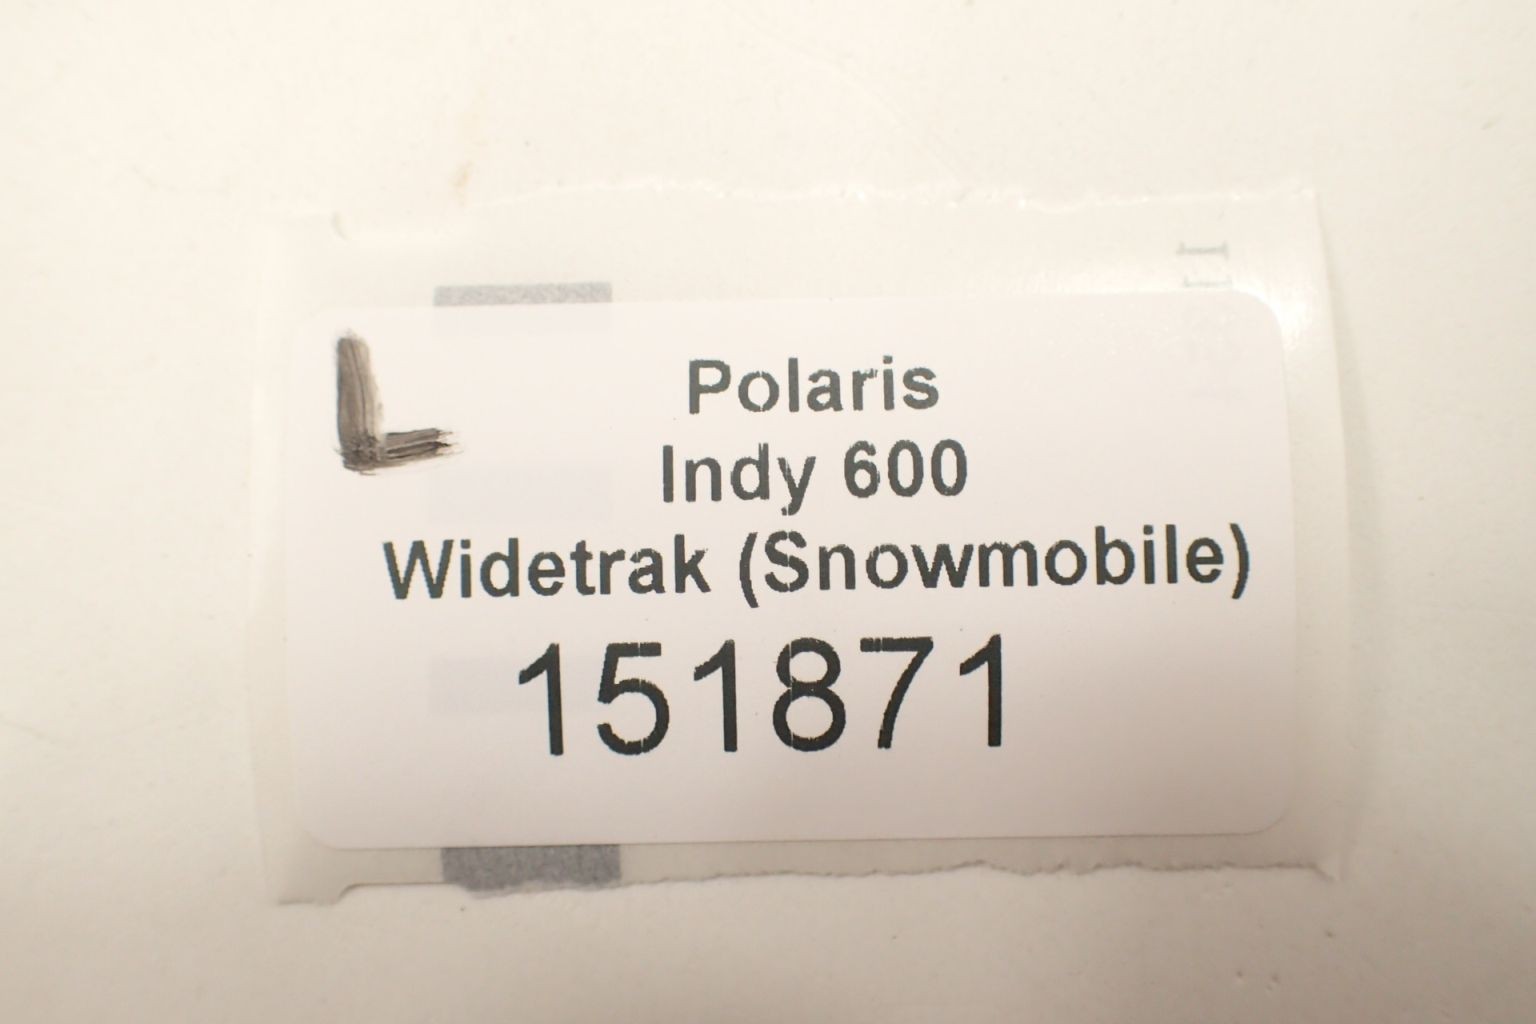 L
Polaris
Indy 600
Widetrak (Snowmobile)
151871